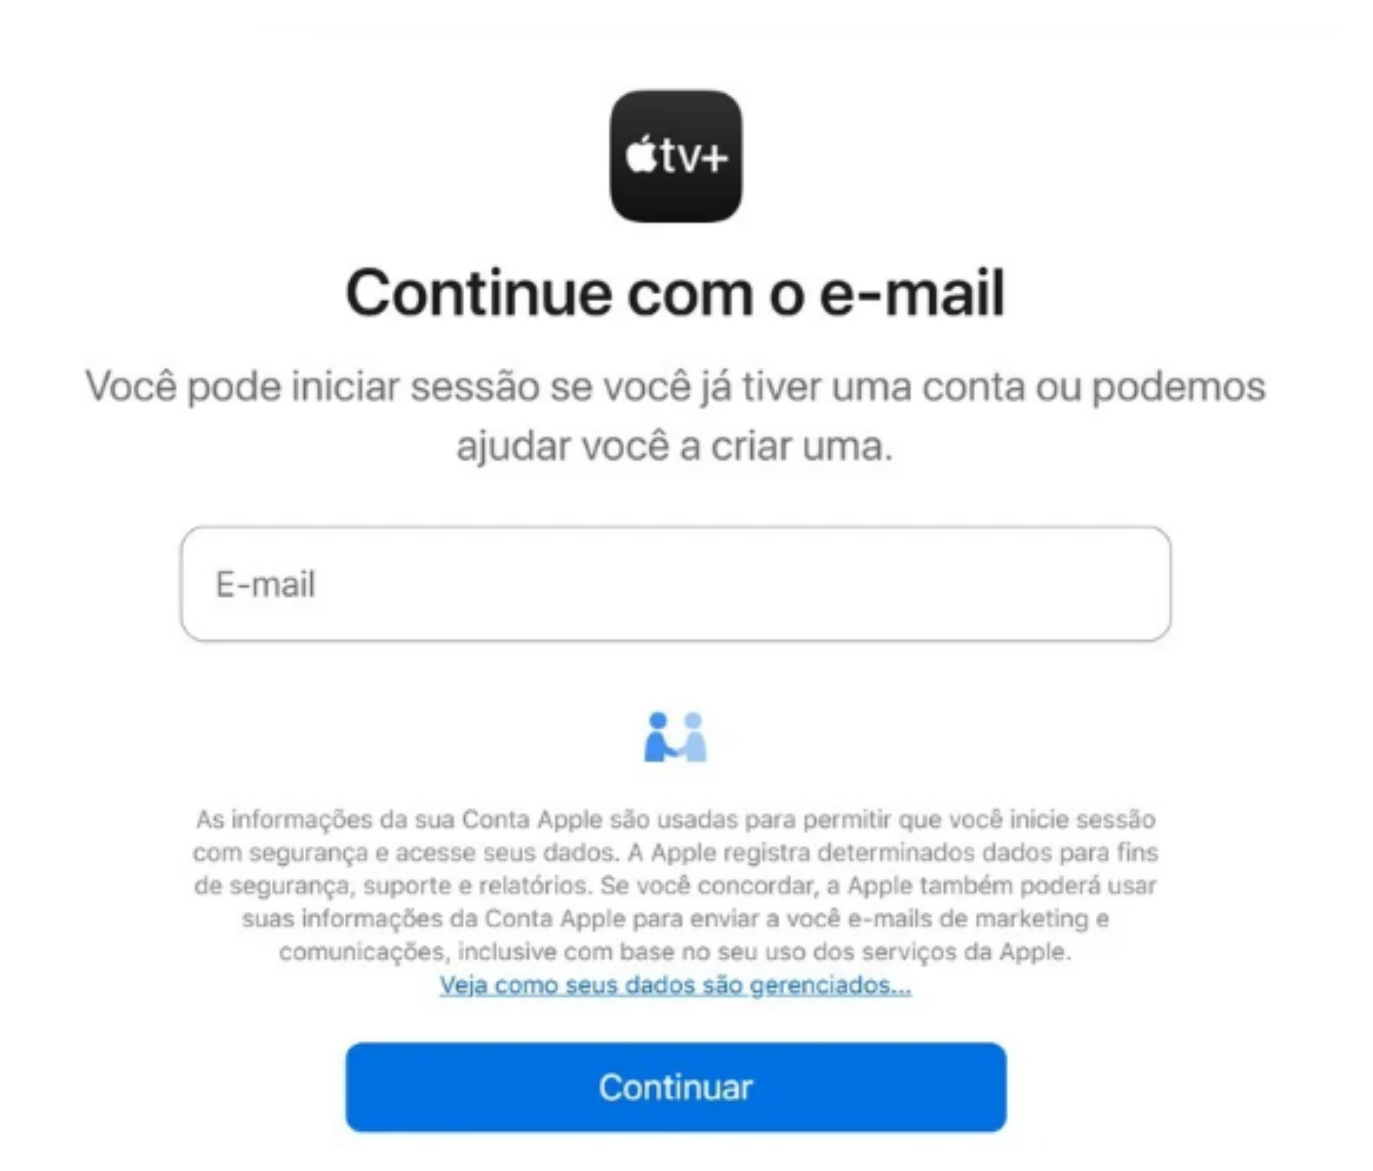 tv+
Continue com o e-mail
Você pode iniciar sessão se você já tiver uma conta ou podemos
ajudar você a criar uma.
E-mail
As informações da sua Conta Apple são usadas para permitir que você inicie sessão
com segurança e acesse seus dados. A Apple registra determinados dados para fins
de segurança, suporte e relatórios. Se você concordar, a Apple também poderá usar
suas informações da Conta Apple para enviar a você e-mails de marketing e
comunicações, inclusive com base no seu uso dos serviços da Apple.
Veja como seus dados são gerenciados...
Continuar